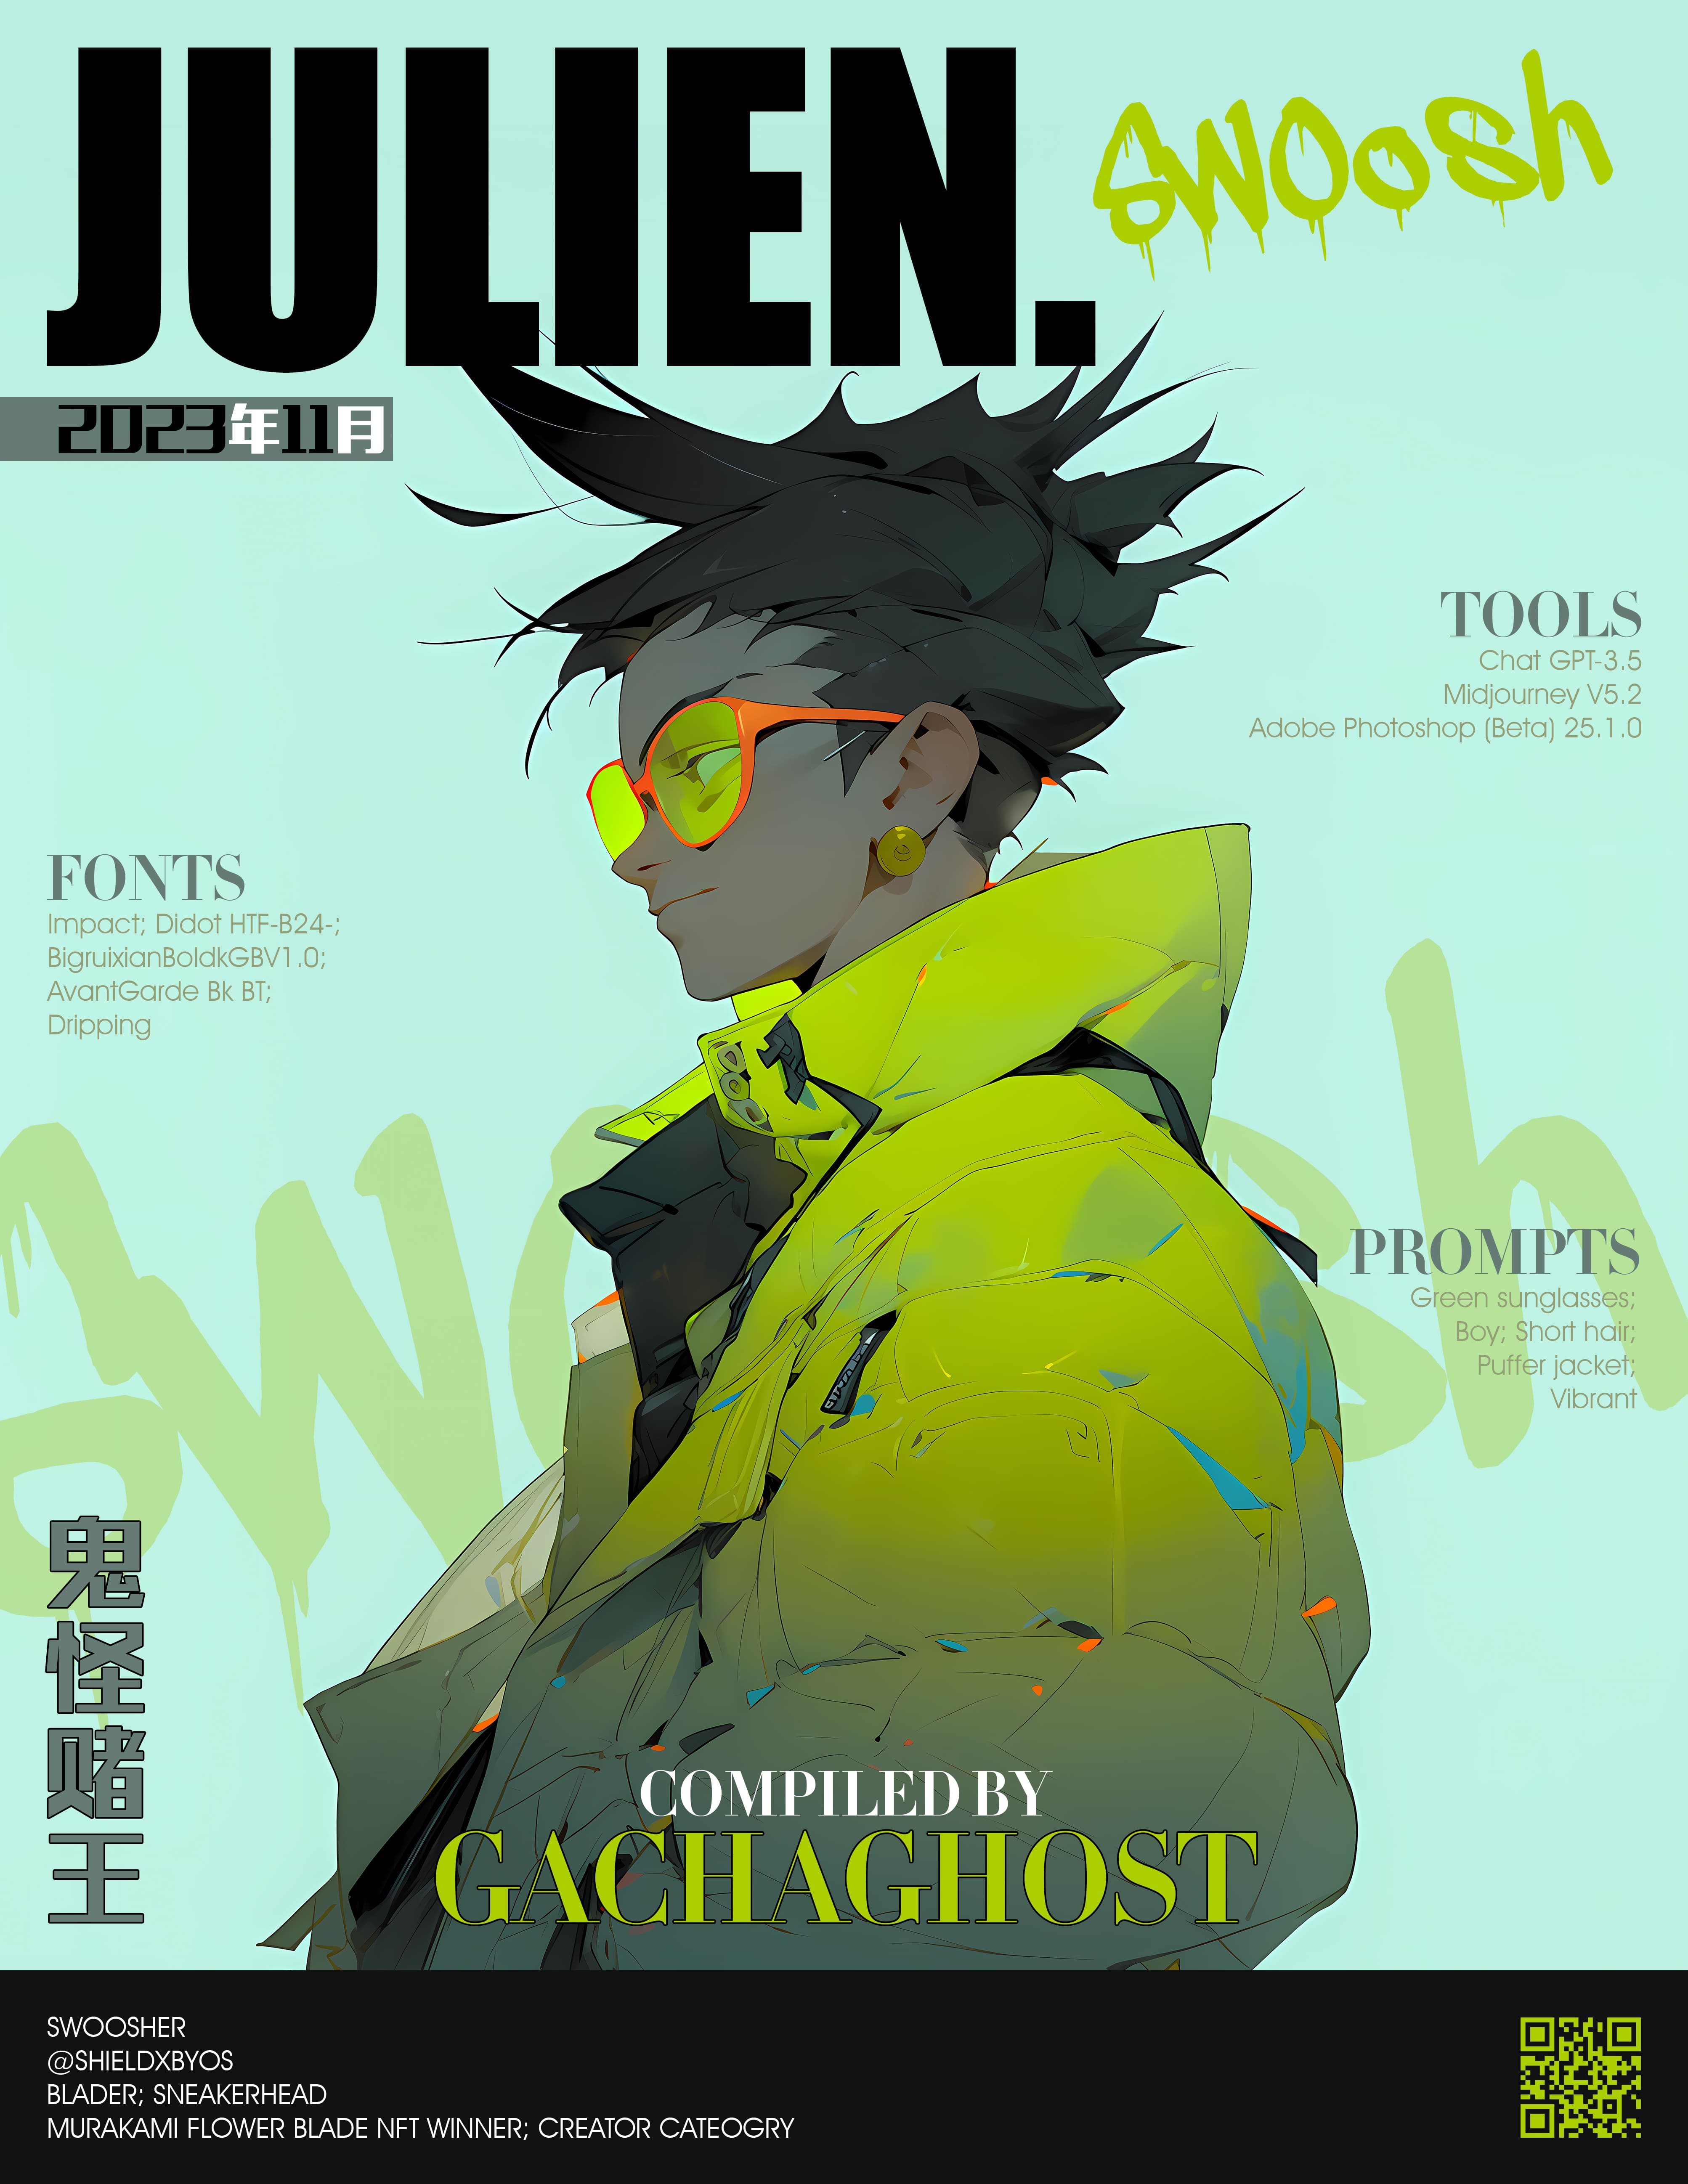 JULIEN.
swoosh
2023年11月
TOOLS
Chat GPT-3.5
Midjourney V5.2
Adobe Photoshop (Beta) 25.1.0
FONTS
Impact; Didot HTF-B24-;
BigruixianBoldkGBV1.0;
AvantGarde Bk BT;
Dripping
swoosh
PROMPTS
Green sunglasses;
Boy; Short hair;
Puffer jacket;
Vibrant
鬼怪赌王
COMPILED BY
GACHAGHOST
SWOOSHER
@SHIELDXBYOS
BLADER; SNEAKERHEAD
MURAKAMI FLOWER BLADE NFT WINNER; CREATOR CATEOGRY